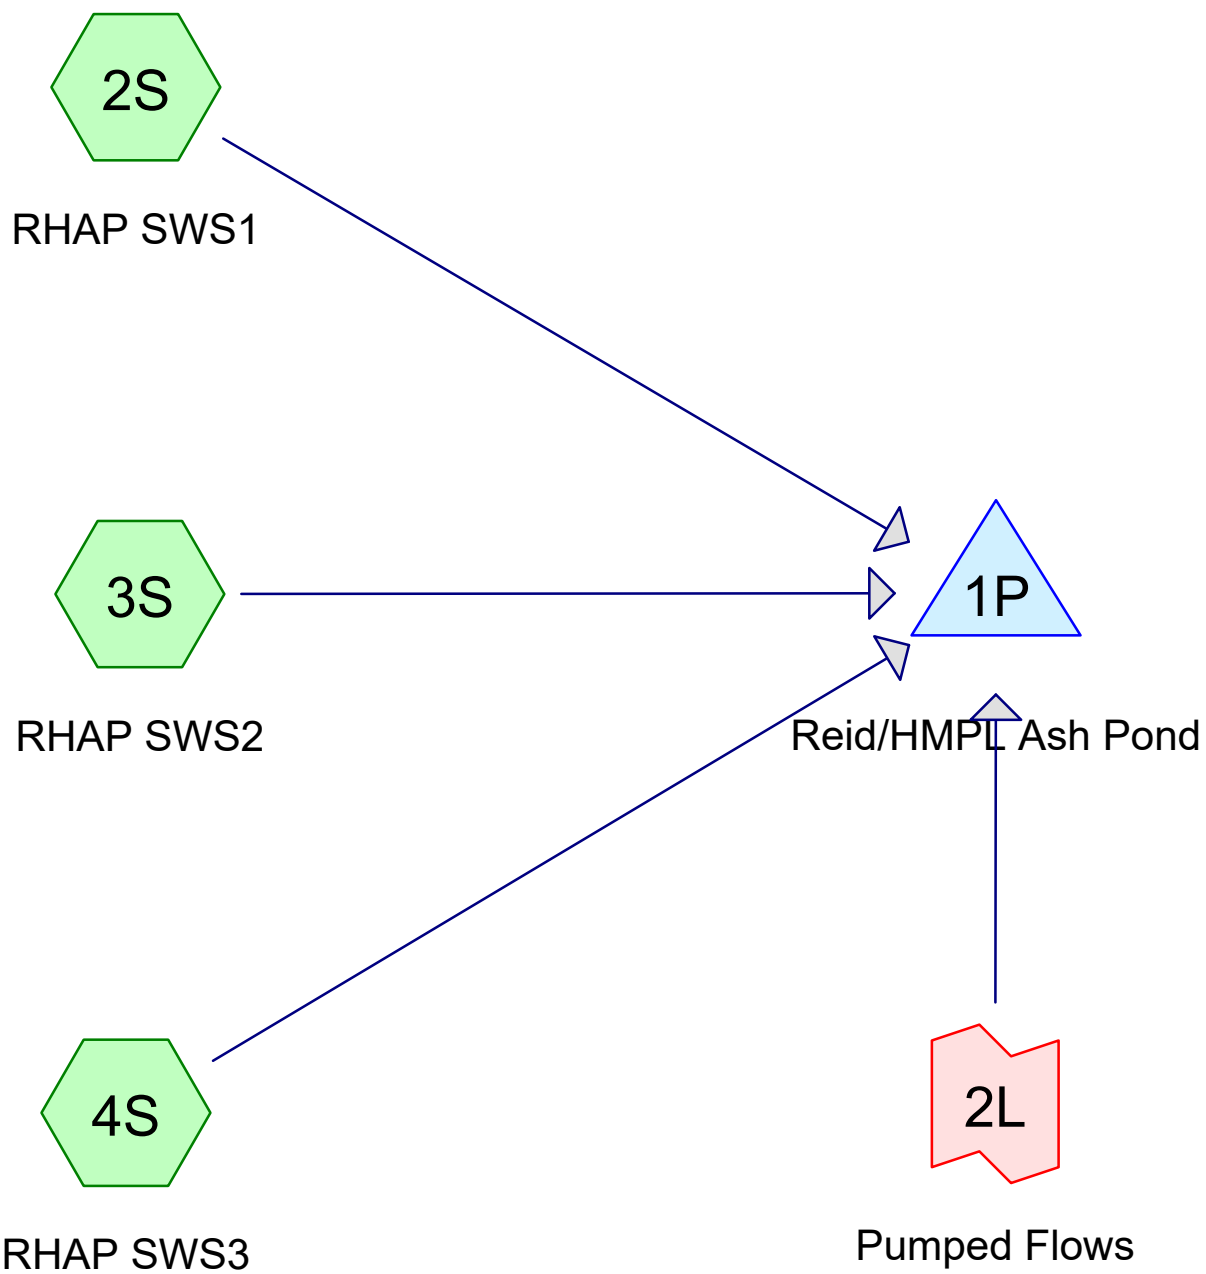 2S
RHAP SWS1
3S
RHAP SWS2
1P
Reid/HMPL Ash Pond
4S
RHAP SWS3
2L
Pumped Flows